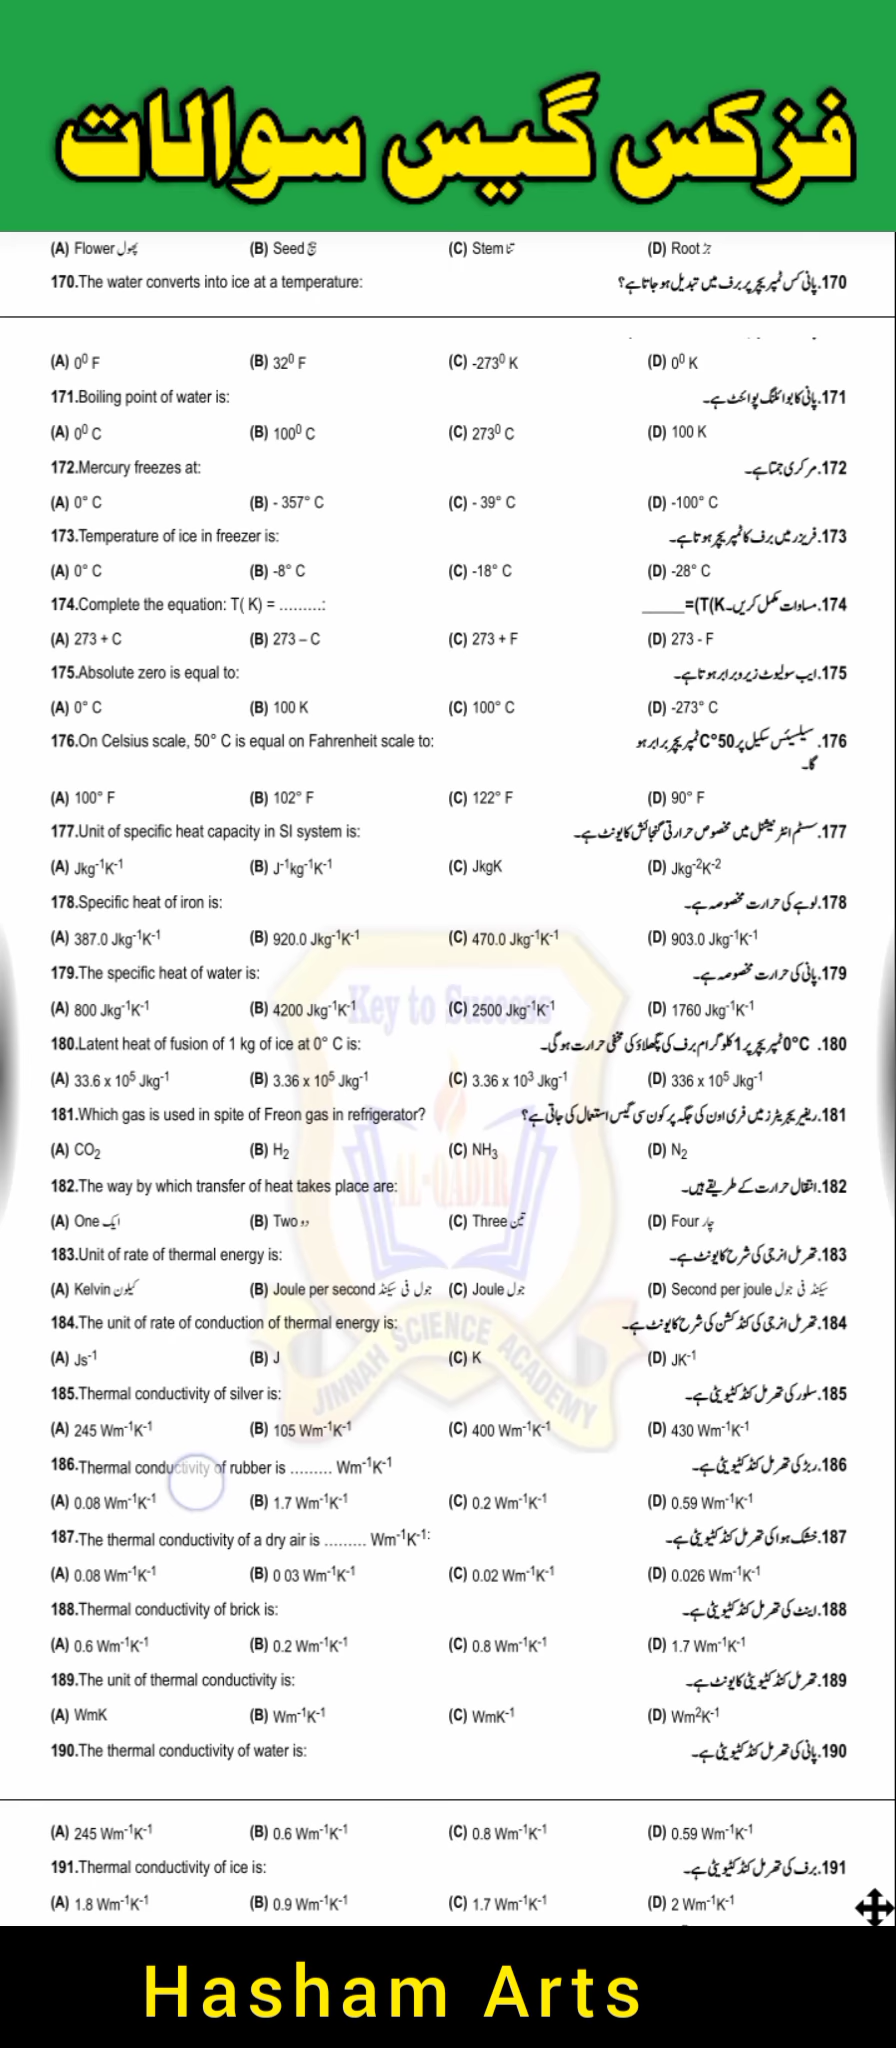 فزکس گیس سوالات
(A) Flower پھول (B) Seed بیج (C) Stem تنا (D) Root جڑ
170.The water converts into ice at a temperature: 170.پانی کس ٹمپریچر پر برف میں تبدیل ہو جاتا ہے؟
(A) 0⁰ F (B) 32⁰ F (C) -273⁰ K (D) 0⁰ K
171.Boiling point of water is: 171.پانی کا بوائلنگ پوائنٹ ہے۔
(A) 0⁰ C (B) 100⁰ C (C) 273⁰ C (D) 100 K
172.Mercury freezes at: 172.مرکری جمتا ہے۔
(A) 0° C (B) - 357° C (C) - 39° C (D) -100° C
173.Temperature of ice in freezer is: 173.فریزر میں برف کا ٹمپریچر ہوتا ہے۔
(A) 0° C (B) -8° C (C) -18° C (D) -28° C
174.Complete the equation: T( K) = .........: 174.مساوات مکمل کریں۔T(K)=_____
(A) 273 + C (B) 273 – C (C) 273 + F (D) 273 - F
175.Absolute zero is equal to: 175.ایب سولیوٹ زیرو برابر ہوتا ہے۔
(A) 0° C (B) 100 K (C) 100° C (D) -273° C
176.On Celsius scale, 50° C is equal on Fahrenheit scale to: 176. سیلسیئس سکیل پر 50°C ٹمپریچر برابر ہو
گا۔
(A) 100° F (B) 102° F (C) 122° F (D) 90° F
177.Unit of specific heat capacity in SI system is: 177.سسٹم انٹرنیشنل میں مخصوص حرارتی گنجائش کا یونٹ ہے۔
(A) Jkg⁻¹K⁻¹ (B) J⁻¹kg⁻¹K⁻¹ (C) JkgK (D) Jkg⁻²K⁻²
178.Specific heat of iron is: 178.لوہے کی حرارت مخصوصہ ہے۔
(A) 387.0 Jkg⁻¹K⁻¹ (B) 920.0 Jkg⁻¹K⁻¹ (C) 470.0 Jkg⁻¹K⁻¹ (D) 903.0 Jkg⁻¹K⁻¹
179.The specific heat of water is: 179.پانی کی حرارت مخصوصہ ہے۔
(A) 800 Jkg⁻¹K⁻¹ (B) 4200 Jkg⁻¹K⁻¹ (C) 2500 Jkg⁻¹K⁻¹ (D) 1760 Jkg⁻¹K⁻¹
Key to Success
180.Latent heat of fusion of 1 kg of ice at 0° C is: 180. 0°C ٹمپریچر پر 1 کلوگرام برف کی پگھلاؤ کی مخفی حرارت ہوگی۔
(A) 33.6 x 10⁵ Jkg⁻¹ (B) 3.36 x 10⁵ Jkg⁻¹ (C) 3.36 x 10³ Jkg⁻¹ (D) 336 x 10⁵ Jkg⁻¹
181.Which gas is used in spite of Freon gas in refrigerator? 181.ریفریجریٹرز میں فری اون کی جگہ پر کون سی گیس استعمال کی جاتی ہے؟
(A) CO₂ (B) H₂ (C) NH₃ (D) N₂
AL-QADIR
182.The way by which transfer of heat takes place are: 182.انتقال حرارت کے طریقے ہیں۔
(A) One ایک (B) Two دو (C) Three تین (D) Four چار
183.Unit of rate of thermal energy is: 183.تھرمل انرجی کی شرح کا یونٹ ہے۔
(A) Kelvin کیلون (B) Joule per second جول فی سیکنڈ (C) Joule جول (D) Second per joule سیکنڈ فی جول
184.The unit of rate of conduction of thermal energy is: 184.تھرمل انرجی کی کنڈکشن کی شرح کا یونٹ ہے۔
(A) Js⁻¹ (B) J (C) K (D) JK⁻¹
JINNAH SCIENCE ACADEMY
185.Thermal conductivity of silver is: 185.سلور کی تھرمل کنڈکٹیویٹی ہے۔
(A) 245 Wm⁻¹K⁻¹ (B) 105 Wm⁻¹K⁻¹ (C) 400 Wm⁻¹K⁻¹ (D) 430 Wm⁻¹K⁻¹
186.Thermal conductivity of rubber is ......... Wm⁻¹K⁻¹ 186.ربڑ کی تھرمل کنڈکٹیویٹی ہے۔
(A) 0.08 Wm⁻¹K⁻¹ (B) 1.7 Wm⁻¹K⁻¹ (C) 0.2 Wm⁻¹K⁻¹ (D) 0.59 Wm⁻¹K⁻¹
187.The thermal conductivity of a dry air is ......... Wm⁻¹K⁻¹: 187.خشک ہوا کی تھرمل کنڈکٹیویٹی ہے۔
(A) 0.08 Wm⁻¹K⁻¹ (B) 0 03 Wm⁻¹K⁻¹ (C) 0.02 Wm⁻¹K⁻¹ (D) 0.026 Wm⁻¹K⁻¹
188.Thermal conductivity of brick is: 188.اینٹ کی تھرمل کنڈکٹیویٹی ہے۔
(A) 0.6 Wm⁻¹K⁻¹ (B) 0.2 Wm⁻¹K⁻¹ (C) 0.8 Wm⁻¹K⁻¹ (D) 1.7 Wm⁻¹K⁻¹
189.The unit of thermal conductivity is: 189.تھرمل کنڈکٹیویٹی کا یونٹ ہے۔
(A) WmK (B) Wm⁻¹K⁻¹ (C) WmK⁻¹ (D) Wm²K⁻¹
190.The thermal conductivity of water is: 190.پانی کی تھرمل کنڈکٹیویٹی ہے۔
(A) 245 Wm⁻¹K⁻¹ (B) 0.6 Wm⁻¹K⁻¹ (C) 0.8 Wm⁻¹K⁻¹ (D) 0.59 Wm⁻¹K⁻¹
191.Thermal conductivity of ice is: 191.برف کی تھرمل کنڈکٹیویٹی ہے۔
(A) 1.8 Wm⁻¹K⁻¹ (B) 0.9 Wm⁻¹K⁻¹ (C) 1.7 Wm⁻¹K⁻¹ (D) 2 Wm⁻¹K⁻¹
Hasham Arts